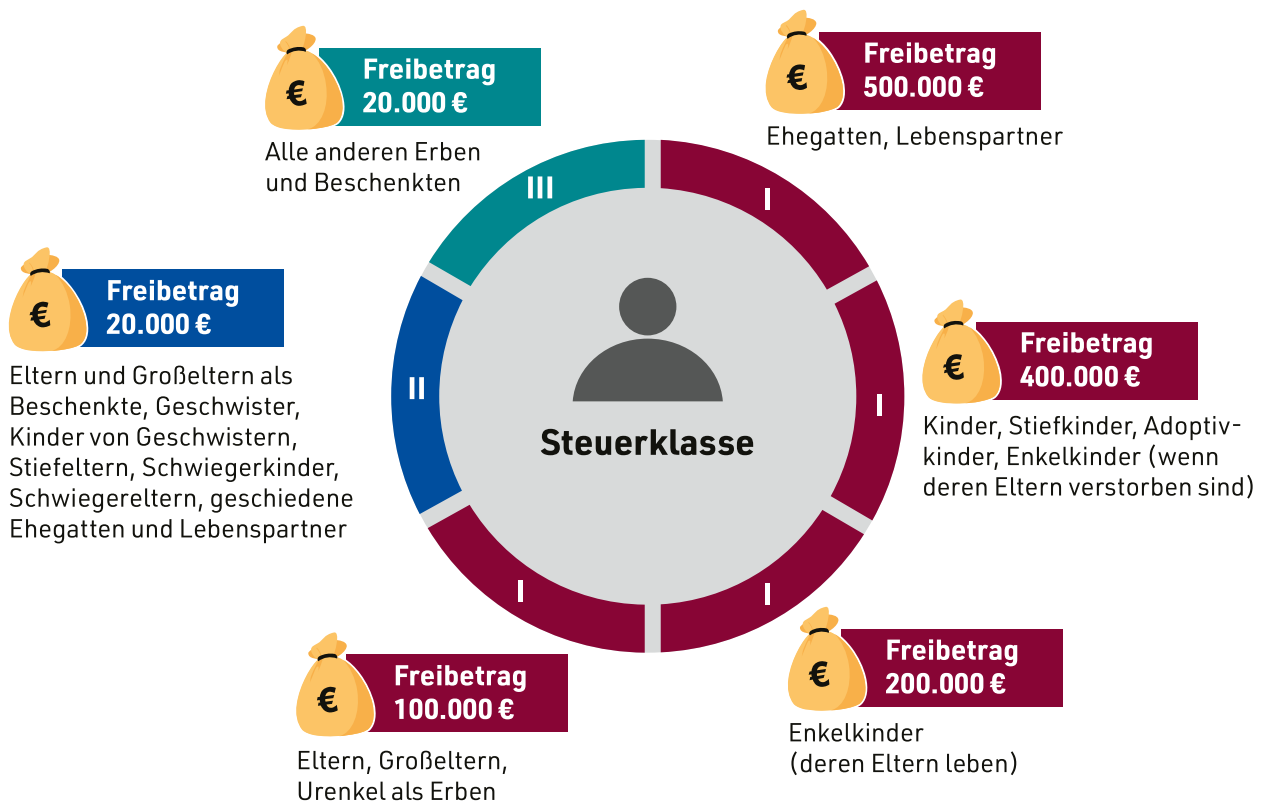 Freibetrag
20.000 €
Alle anderen Erben
und Beschenkten
Freibetrag
500.000 €
Ehegatten, Lebenspartner
III
I
Freibetrag
20.000 €
Eltern und Großeltern als
Beschenkte, Geschwister,
Kinder von Geschwistern,
Stiefeltern, Schwiegerkinder,
Schwiegereltern, geschiedene
Ehegatten und Lebenspartner
II
Steuerklasse
I
Freibetrag
400.000 €
Kinder, Stiefkinder, Adoptiv-
kinder, Enkelkinder (wenn
deren Eltern verstorben sind)
I
I
Freibetrag
100.000 €
Eltern, Großeltern,
Urenkel als Erben
Freibetrag
200.000 €
Enkelkinder
(deren Eltern leben)
€
€
€
€
€
€